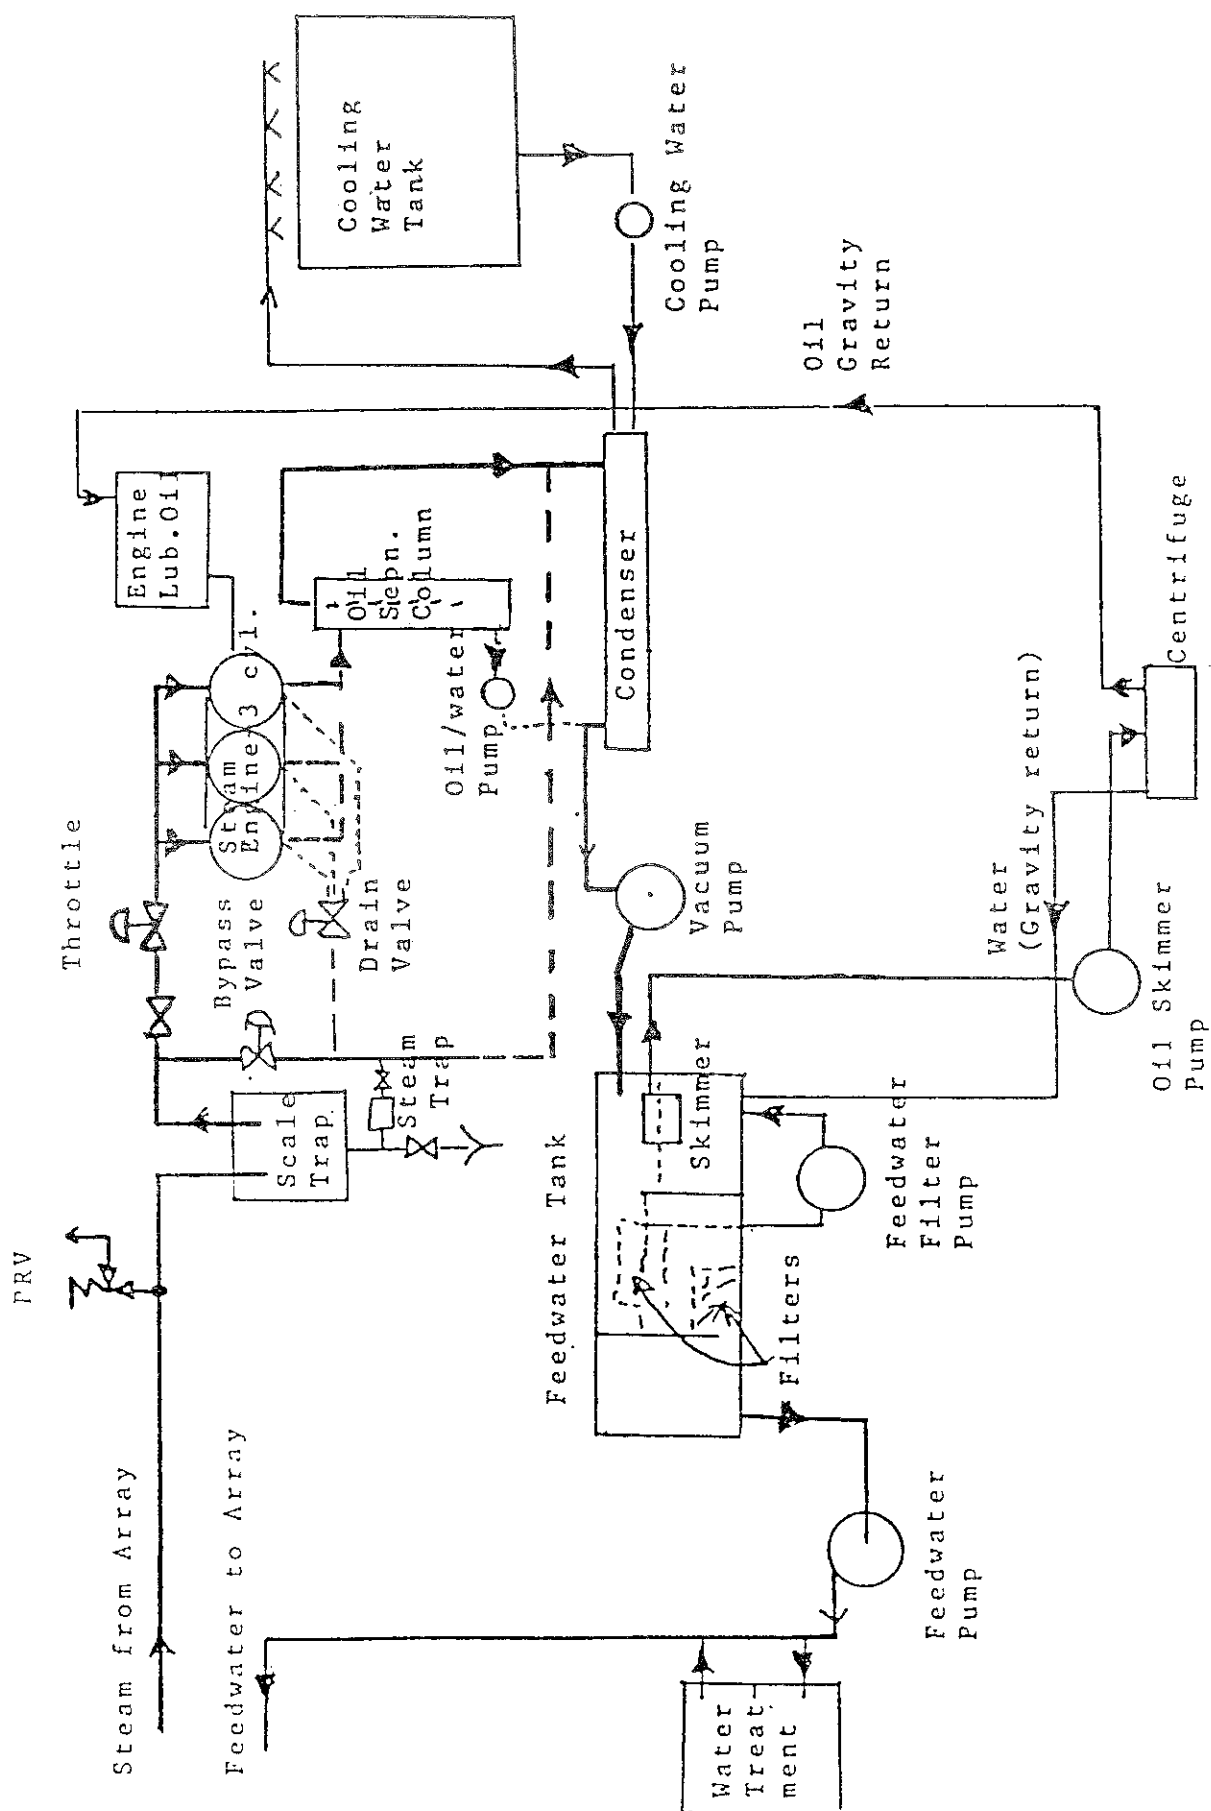 PRV
Steam from Array
Feedwater to Array
Throttle
Scale
Trap
Bypass
Valve
Steam
Engine-3 cyl.
Engine
Lub.Oil
Drain
Valve
Steam
Trap
Oil
Sepn.
Column
Oil/water
Pump
Cooling
Water
Tank
Cooling Water
Pump
Condenser
Vacuum
Pump
Feedwater Tank
Skimmer
Filters
Feedwater
Filter
Pump
Oil
Gravity
Return
Water
(Gravity return)
Centrifuge
Oil Skimmer
Pump
Feedwater
Pump
Water
Treat
ment